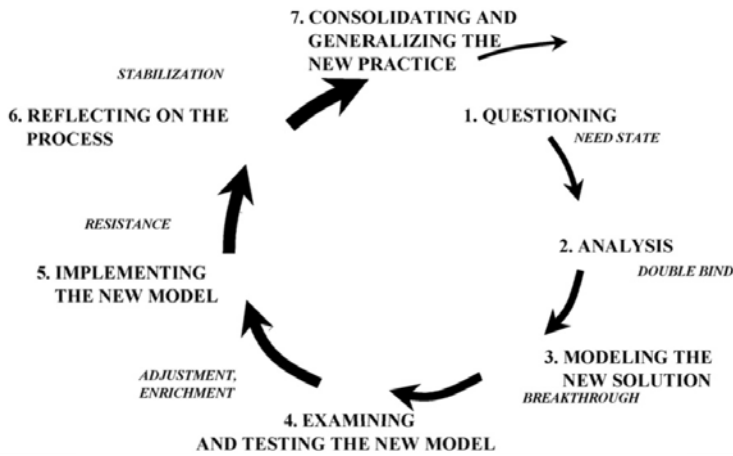 7. CONSOLIDATING AND
GENERALIZING THE
NEW PRACTICE
STABILIZATION
6. REFLECTING ON THE
PROCESS
1. QUESTIONING
NEED STATE
RESISTANCE
2. ANALYSIS
DOUBLE BIND
5. IMPLEMENTING
THE NEW MODEL
3. MODELING THE
NEW SOLUTION
BREAKTHROUGH
ADJUSTMENT,
ENRICHMENT
4. EXAMINING
AND TESTING THE NEW MODEL